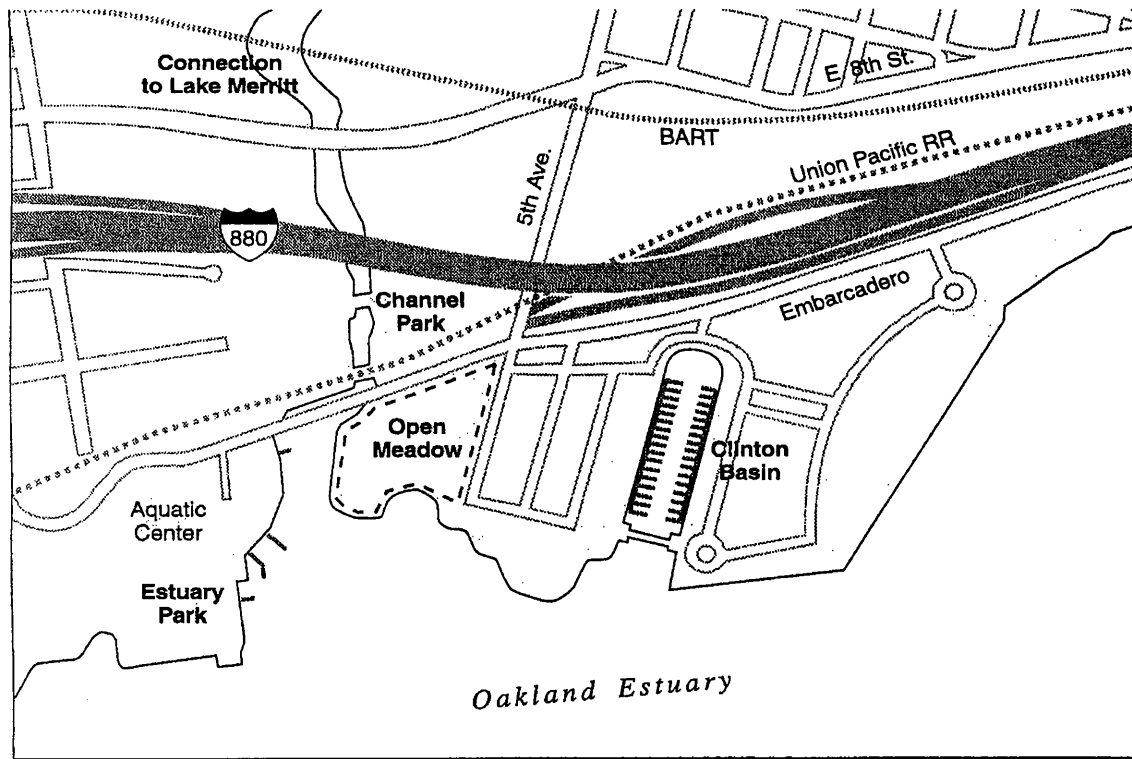 Connection
to Lake Merritt
E. 8th St.
BART
Union Pacific RR
5th Ave.
880
Channel
Park
Embarcadero
Open
Meadow
Clinton
Basin
Aquatic
Center
Estuary
Park
Oakland Estuary